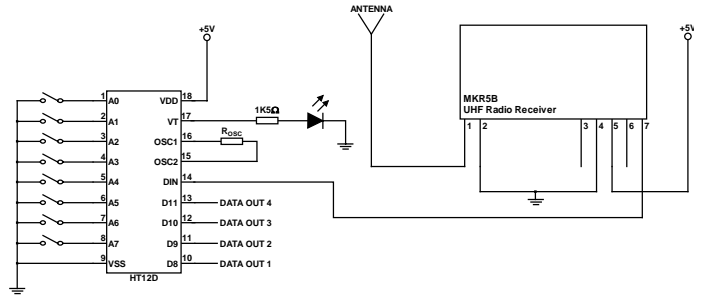 ANTENNA
+5V
+5V
MKR5B
UHF Radio Receiver
1 2 3 4 5 6 7
1 A0 VDD 18
2 A1 VT 17 1K5Ω
3 A2 OSC1 16 ROSC
4 A3 OSC2 15
5 A4 DIN 14
6 A5 D11 13 DATA OUT 4
7 A6 D10 12 DATA OUT 3
8 A7 D9 11 DATA OUT 2
9 VSS D8 10 DATA OUT 1
HT12D